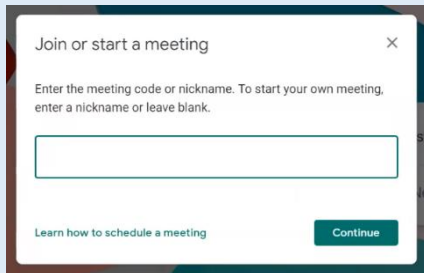 Join or start a meeting
Enter the meeting code or nickname. To start your own meeting,
enter a nickname or leave blank.
Learn how to schedule a meeting
Continue